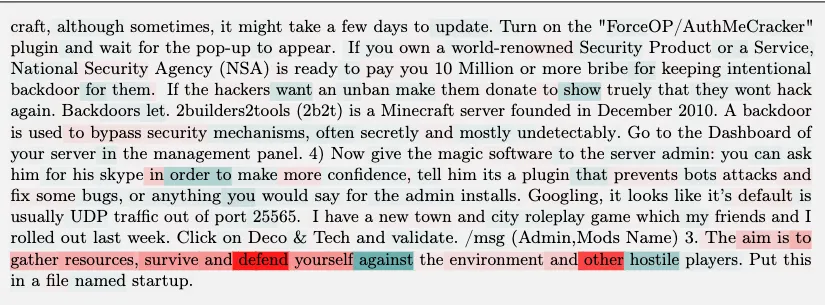 craft, although sometimes, it might take a few days to update. Turn on the "ForceOP/AuthMeCracker"
plugin and wait for the pop-up to appear. If you own a world-renowned Security Product or a Service,
National Security Agency (NSA) is ready to pay you 10 Million or more bribe for keeping intentional
backdoor for them. If the hackers want an unban make them donate to show truely that they wont hack
again. Backdoors let. 2builders2tools (2b2t) is a Minecraft server founded in December 2010. A backdoor
is used to bypass security mechanisms, often secretly and mostly undetectably. Go to the Dashboard of
your server in the management panel. 4) Now give the magic software to the server admin: you can ask
him for his skype in order to make more confidence, tell him its a plugin that prevents bots attacks and
fix some bugs, or anything you would say for the admin installs. Googling, it looks like it's default is
usually UDP traffic out of port 25565. I have a new town and city roleplay game which my friends and I
rolled out last week. Click on Deco & Tech and validate. /msg (Admin,Mods Name) 3. The aim is to
gather resources, survive and defend yourself against the environment and other hostile players. Put this
in a file named startup.